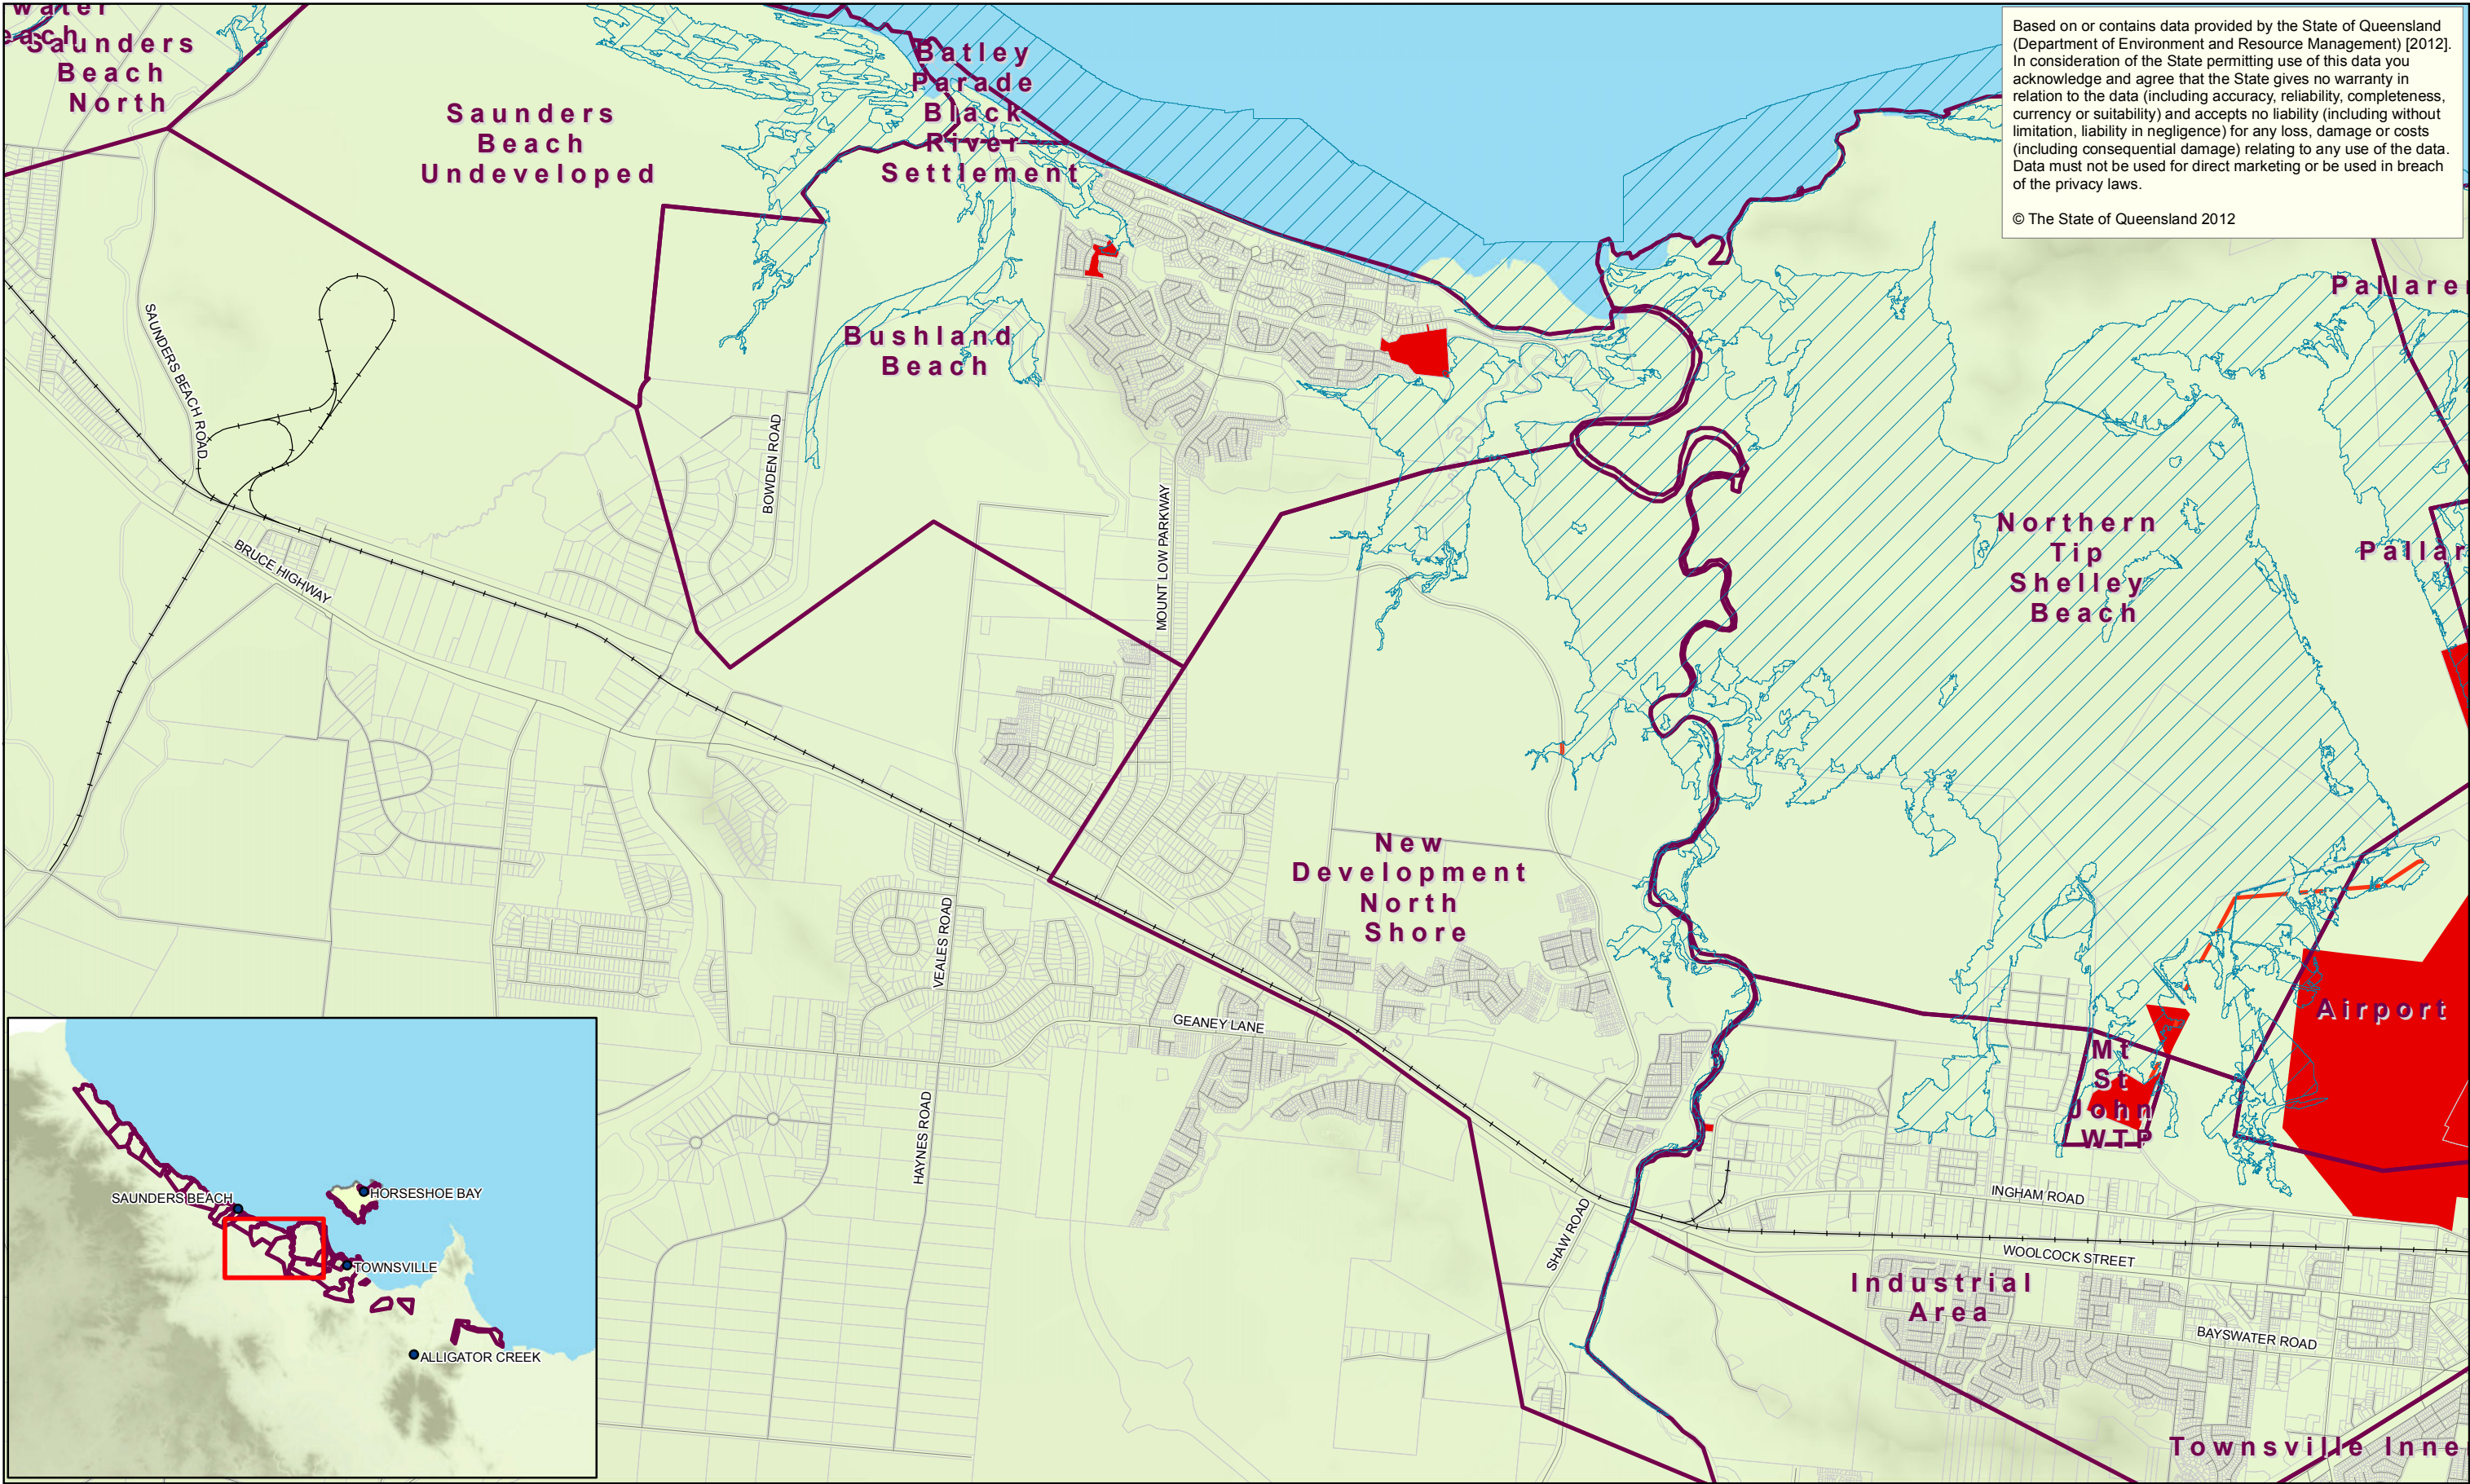 water
each
Saunders
Beach
North
Saunders
Beach
Undeveloped
Batley
Parade
Black
River
Settlement
Based on or contains data provided by the State of Queensland
(Department of Environment and Resource Management) [2012].
In consideration of the State permitting use of this data you
acknowledge and agree that the State gives no warranty in
relation to the data (including accuracy, reliability, completeness,
currency or suitability) and accepts no liability (including without
limitation, liability in negligence) for any loss, damage or costs
(including consequential damage) relating to any use of the data.
Data must not be used for direct marketing or be used in breach
of the privacy laws.
© The State of Queensland 2012
Pallare
Bushland
Beach
SAUNDERS BEACH ROAD
BOWDEN ROAD
MOUNT LOW PARKWAY
BRUCE HIGHWAY
Northern
Tip
Shelley
Beach
Pallar
New
Development
North
Shore
VEALES ROAD
GEANEY LANE
HAYNES ROAD
Airport
Mt
St
John
WTP
SHAW ROAD
INGHAM ROAD
WOOLCOCK STREET
Industrial
Area
BAYSWATER ROAD
Townsville Inne
SAUNDERS BEACH
HORSESHOE BAY
TOWNSVILLE
ALLIGATOR CREEK